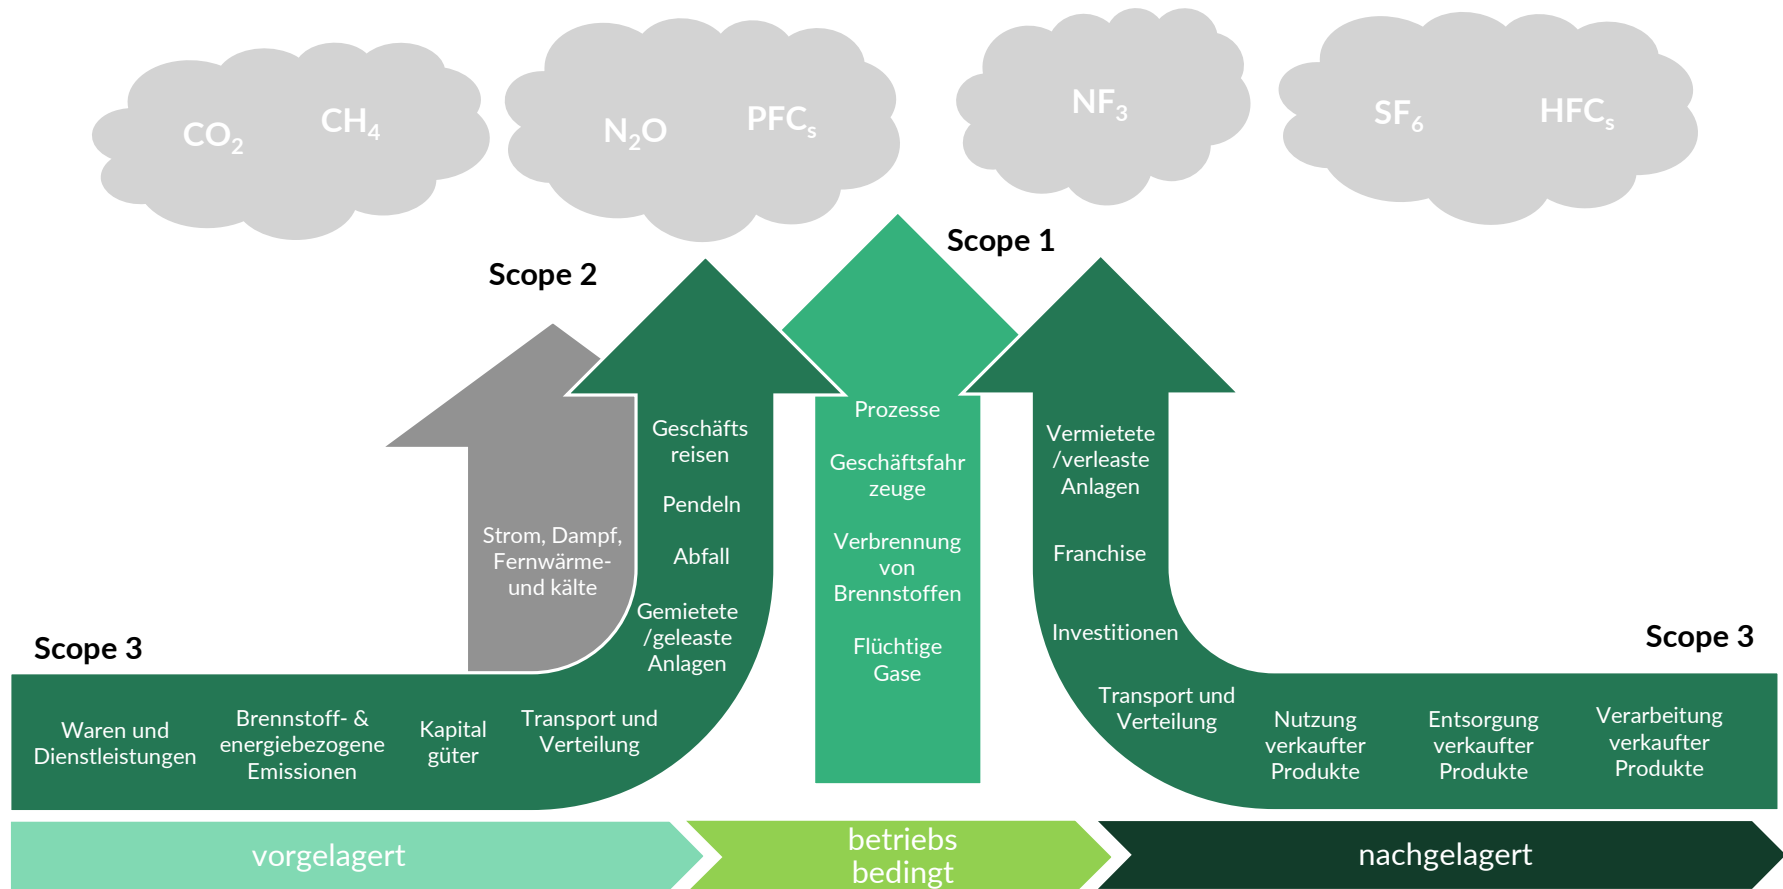 CO₂ CH₄
N₂O PFCₛ
NF₃
SF₆ HFCₛ
Scope 1
Scope 2
Strom, Dampf,
Fernwärme-
und kälte
Geschäfts
reisen
Pendeln
Abfall
Gemietete
/geleaste
Anlagen
Prozesse
Geschäftsfahr
zeuge
Verbrennung
von
Brennstoffen
Flüchtige
Gase
Vermietete
/verleaste
Anlagen
Franchise
Investitionen
Transport und
Verteilung
Scope 3
Scope 3
Waren und
Dienstleistungen
Brennstoff- &
energiebezogene
Emissionen
Kapital
güter
Transport und
Verteilung
Nutzung
verkaufter
Produkte
Entsorgung
verkaufter
Produkte
Verarbeitung
verkaufter
Produkte
vorgelagert
betriebs
bedingt
nachgelagert